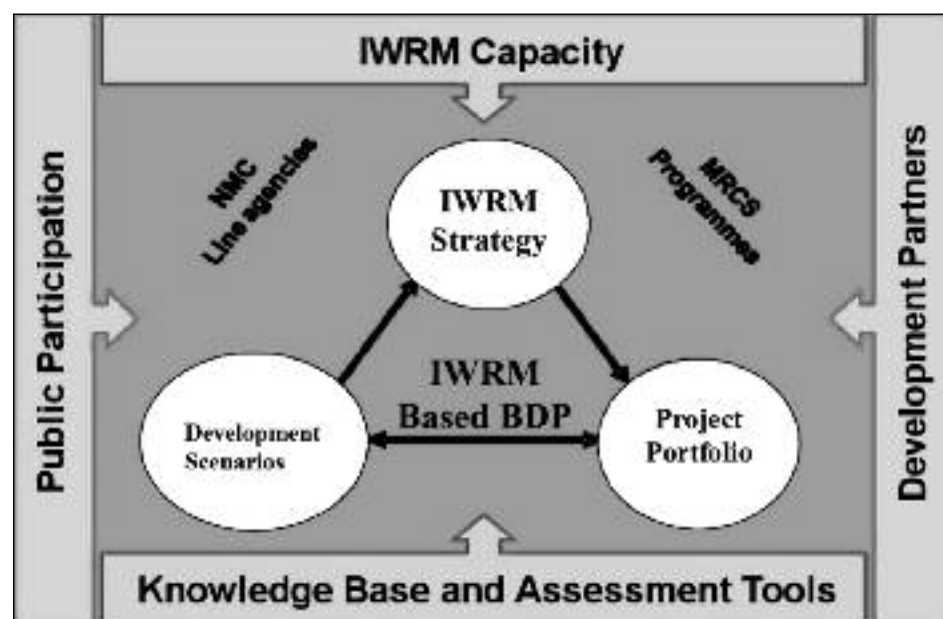 IWRM Capacity
Public Participation
NMC
Line agencies
MRCS
Programmes
Development Partners
IWRM
Strategy
IWRM
Based BDP
Development
Scenarios
Project
Portfolio
Knowledge Base and Assessment Tools